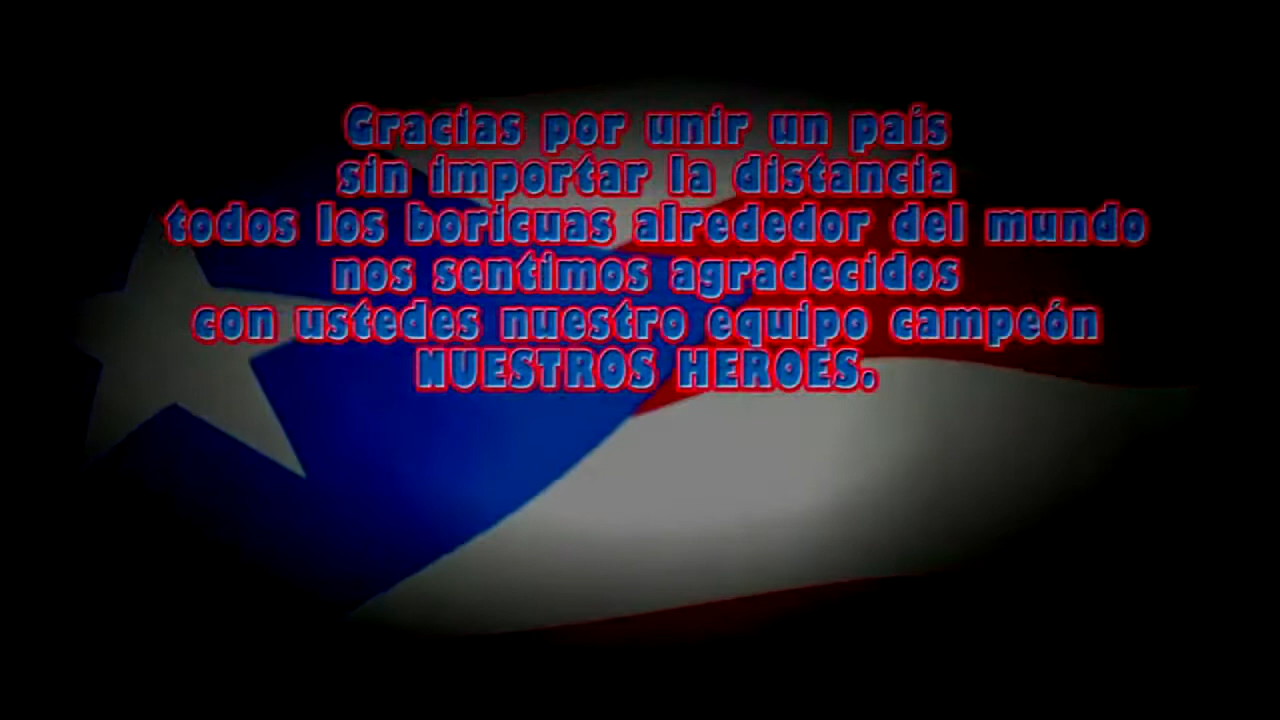 Gracias por unir un país
sin importar la distancia
todos los boricuas alrededor del mundo
nos sentimos agradecidos
con ustedes nuestro equipo campeón
NUESTROS HEROES.